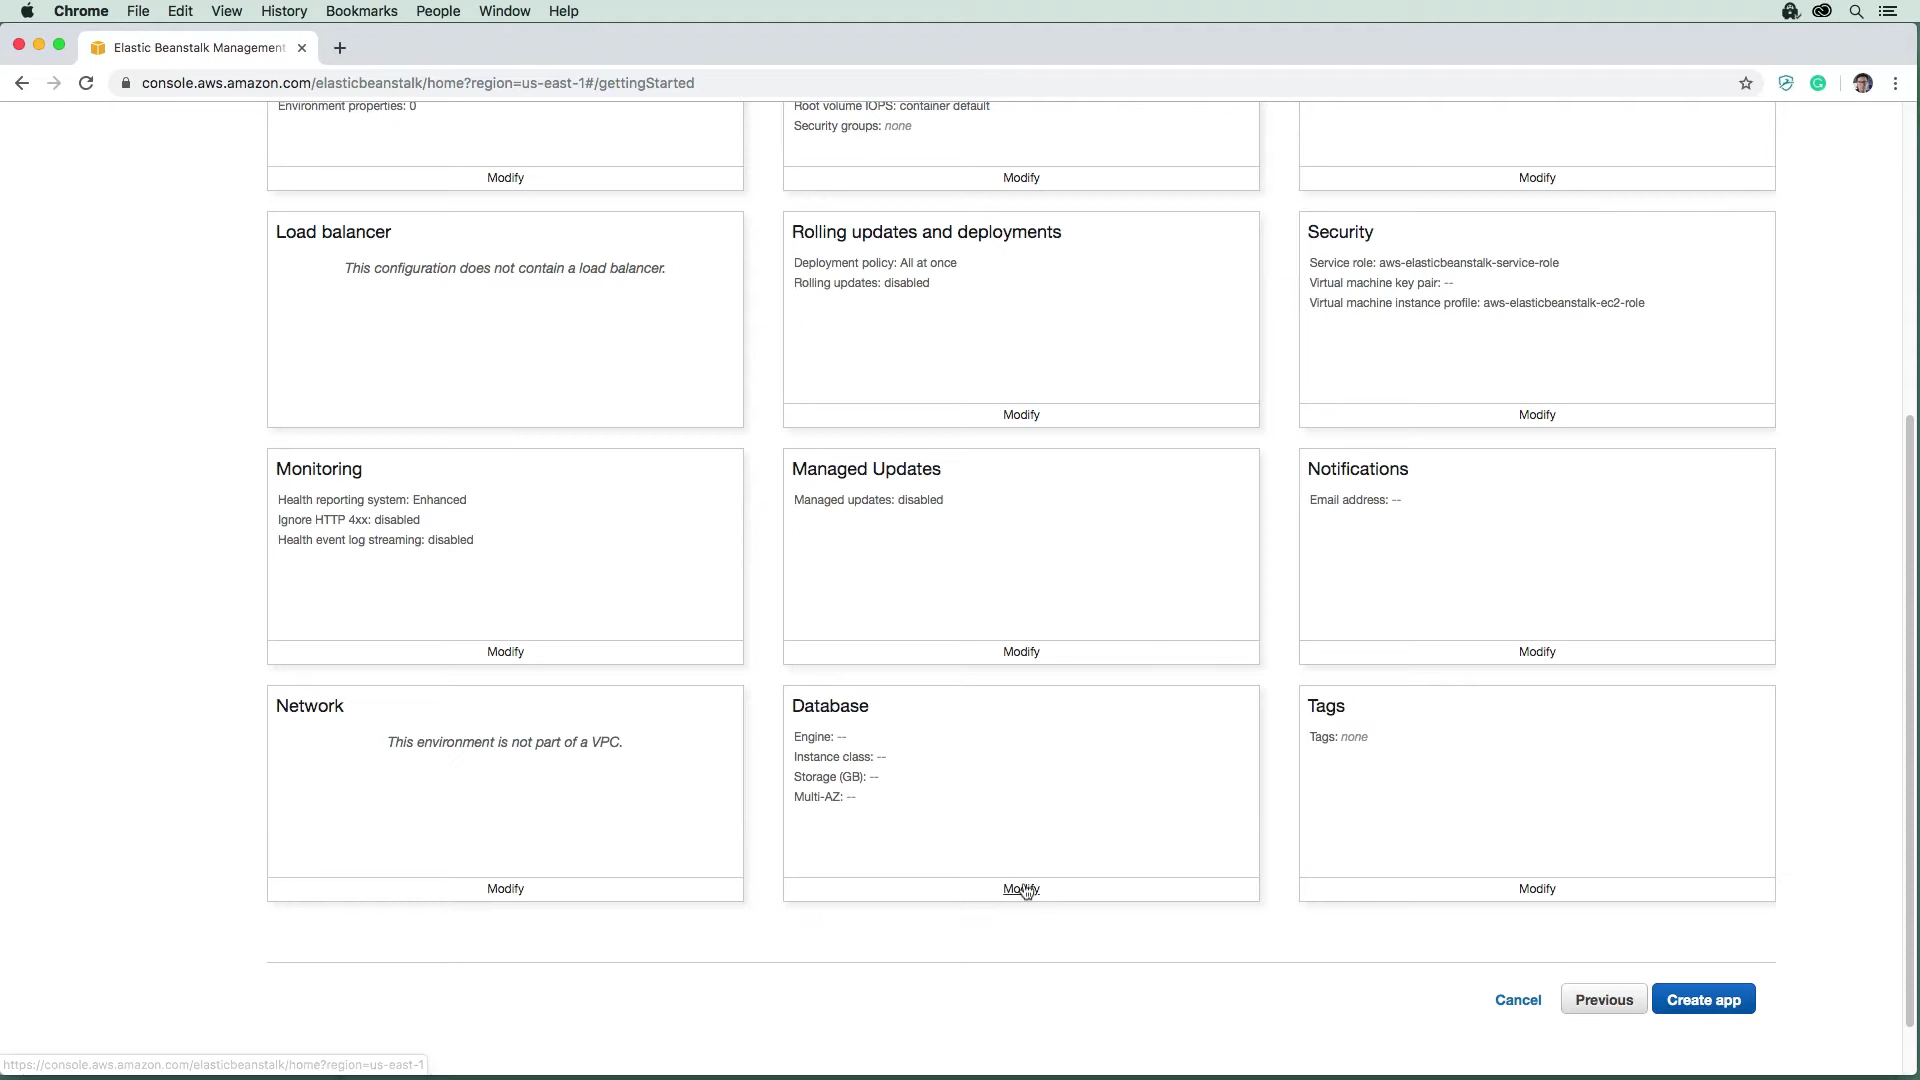 Chrome File Edit View History Bookmarks People Window Help
Elastic Beanstalk Management
console.aws.amazon.com/elasticbeanstalk/home?region=us-east-1#/gettingStarted
Environment properties: 0
Modify
Root volume IOPS: container default
Security groups: none
Modify
Modify
Load balancer
This configuration does not contain a load balancer.
Rolling updates and deployments
Deployment policy: All at once
Rolling updates: disabled
Modify
Security
Service role: aws-elasticbeanstalk-service-role
Virtual machine key pair: --
Virtual machine instance profile: aws-elasticbeanstalk-ec2-role
Modify
Monitoring
Health reporting system: Enhanced
Ignore HTTP 4xx: disabled
Health event log streaming: disabled
Modify
Managed Updates
Managed updates: disabled
Modify
Notifications
Email address: --
Modify
Network
This environment is not part of a VPC.
Modify
Database
Engine: --
Instance class: --
Storage (GB): --
Multi-AZ: --
Modify
Tags
Tags: none
Modify
Cancel
Previous
Create app
https://console.aws.amazon.com/elasticbeanstalk/home?region=us-east-1